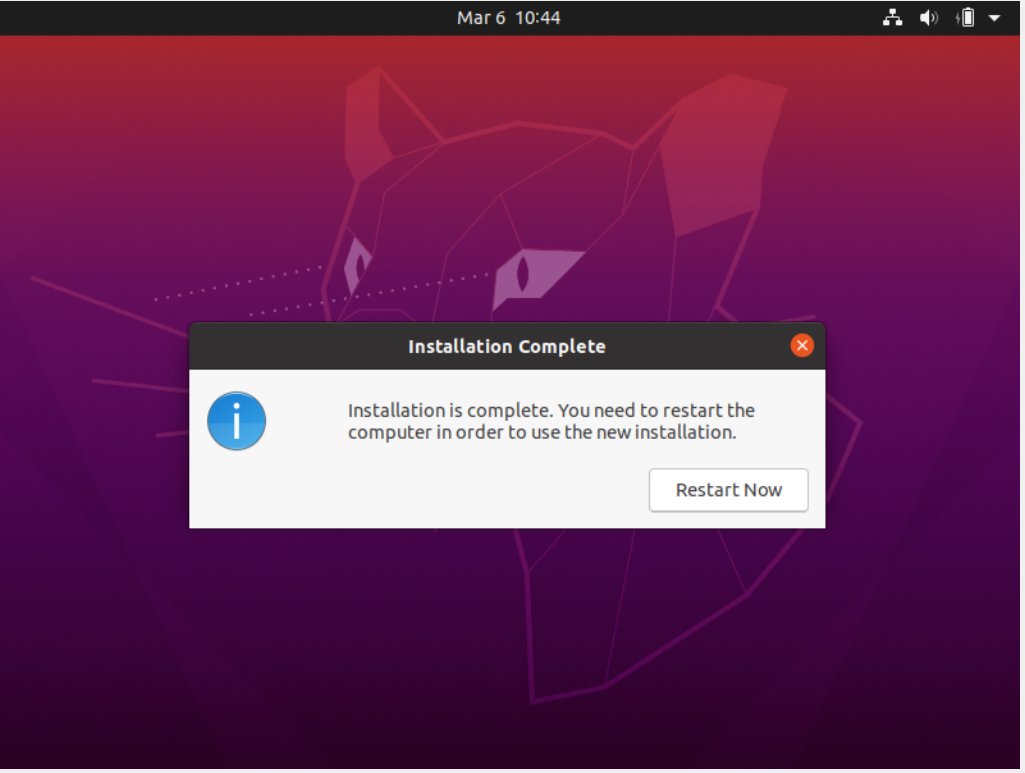 Mar 6 10:44
Installation Complete
Installation is complete. You need to restart the
computer in order to use the new installation.
Restart Now